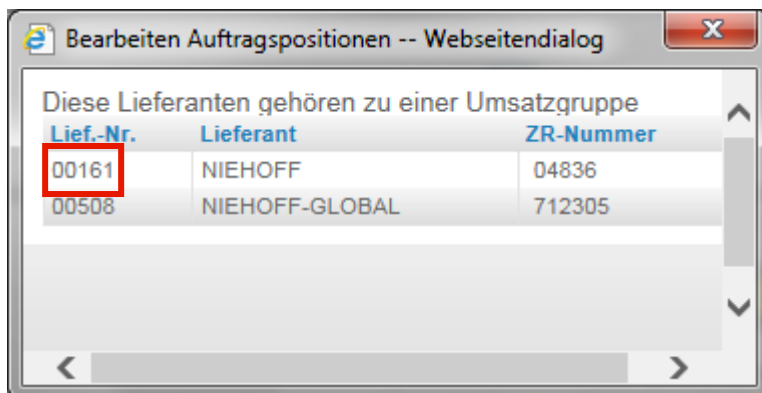 Bearbeiten Auftragspositionen -- Webseitendialog
Diese Lieferanten gehören zu einer Umsatzgruppe
Lief.-Nr. Lieferant ZR-Nummer
00161 NIEHOFF 04836
00508 NIEHOFF-GLOBAL 712305